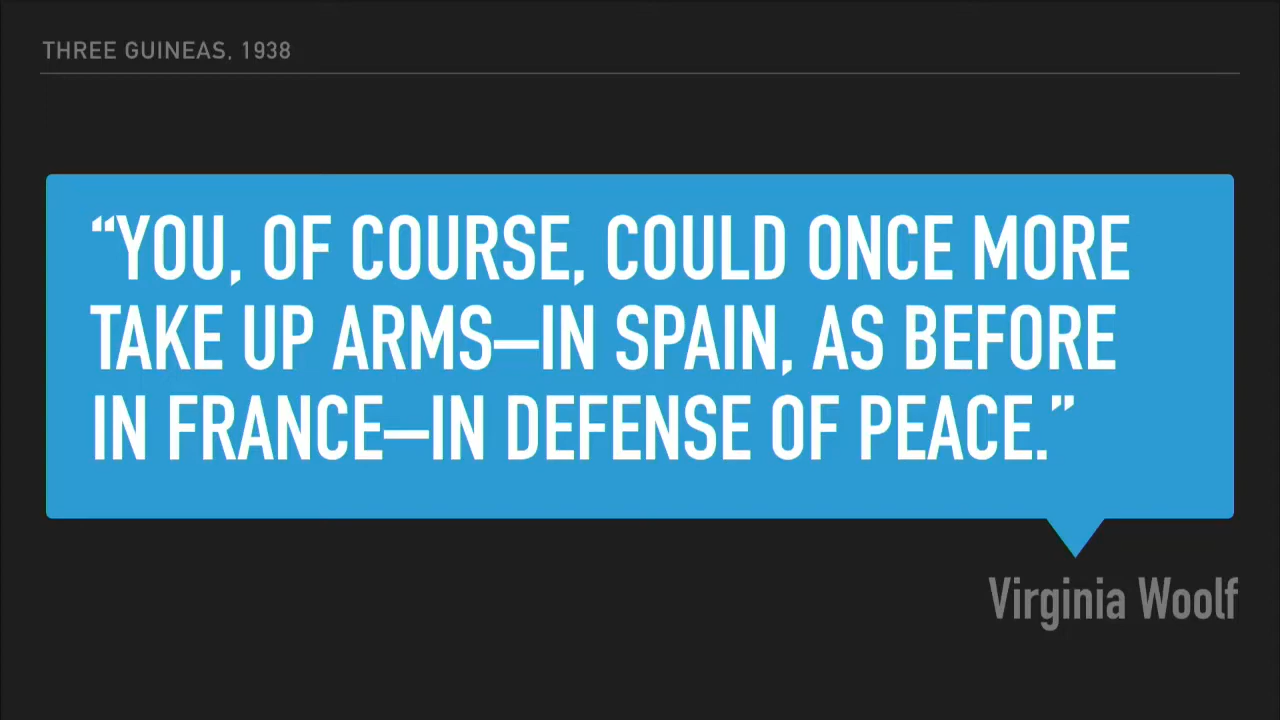 THREE GUINEAS, 1938
“YOU, OF COURSE, COULD ONCE MORE
TAKE UP ARMS—IN SPAIN, AS BEFORE
IN FRANCE—IN DEFENSE OF PEACE.”
Virginia Woolf